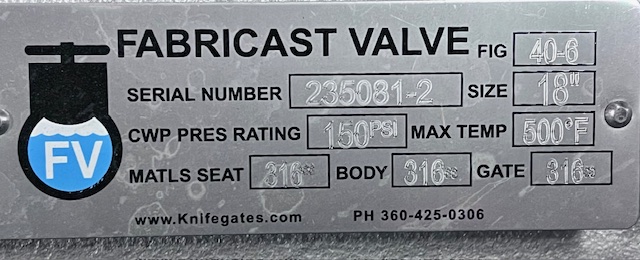 FABRICAST VALVE FIG 40-6
SERIAL NUMBER 235081-2 SIZE 18"
CWP PRES RATING 150PSI MAX TEMP 500°F
MATLS SEAT 316SS BODY 316SS GATE 316SS
FV
www.Knifegates.com PH 360-425-0306